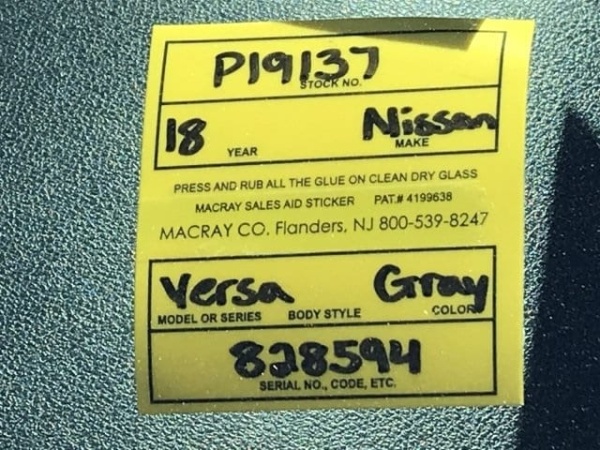 P19137
STOCK NO.
18 YEAR Nissan MAKE
PRESS AND RUB ALL THE GLUE ON CLEAN DRY GLASS
MACRAY SALES AID STICKER PAT.# 4199638
MACRAY CO. Flanders, NJ 800-539-8247
Versa Gray
MODEL OR SERIES BODY STYLE COLOR
828594
SERIAL NO., CODE, ETC.